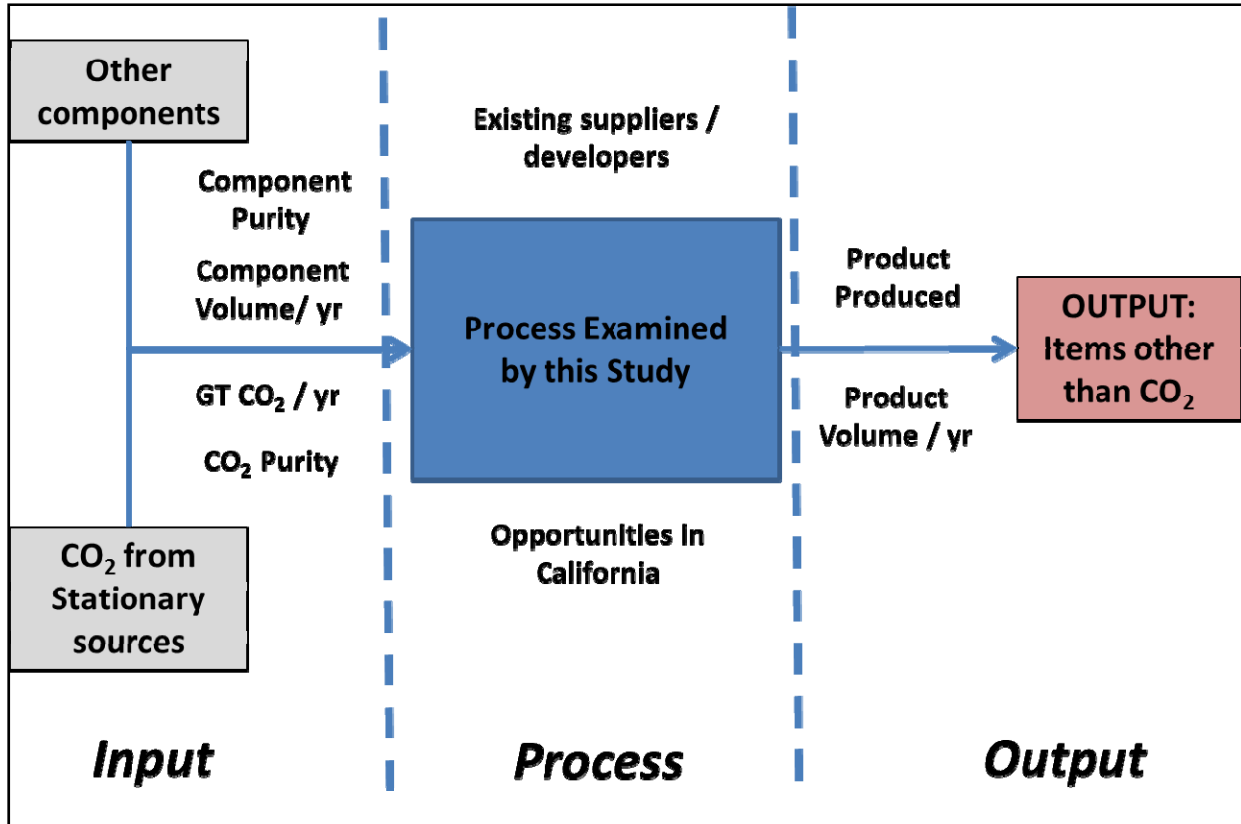 Other
components
Component
Purity
Component
Volume/ yr
GT CO₂ / yr
CO₂ Purity
CO₂ from
Stationary
sources
Input
Existing suppliers /
developers
Process Examined
by this Study
Opportunities in
California
Process
Product
Produced
Product
Volume / yr
OUTPUT:
Items other
than CO₂
Output